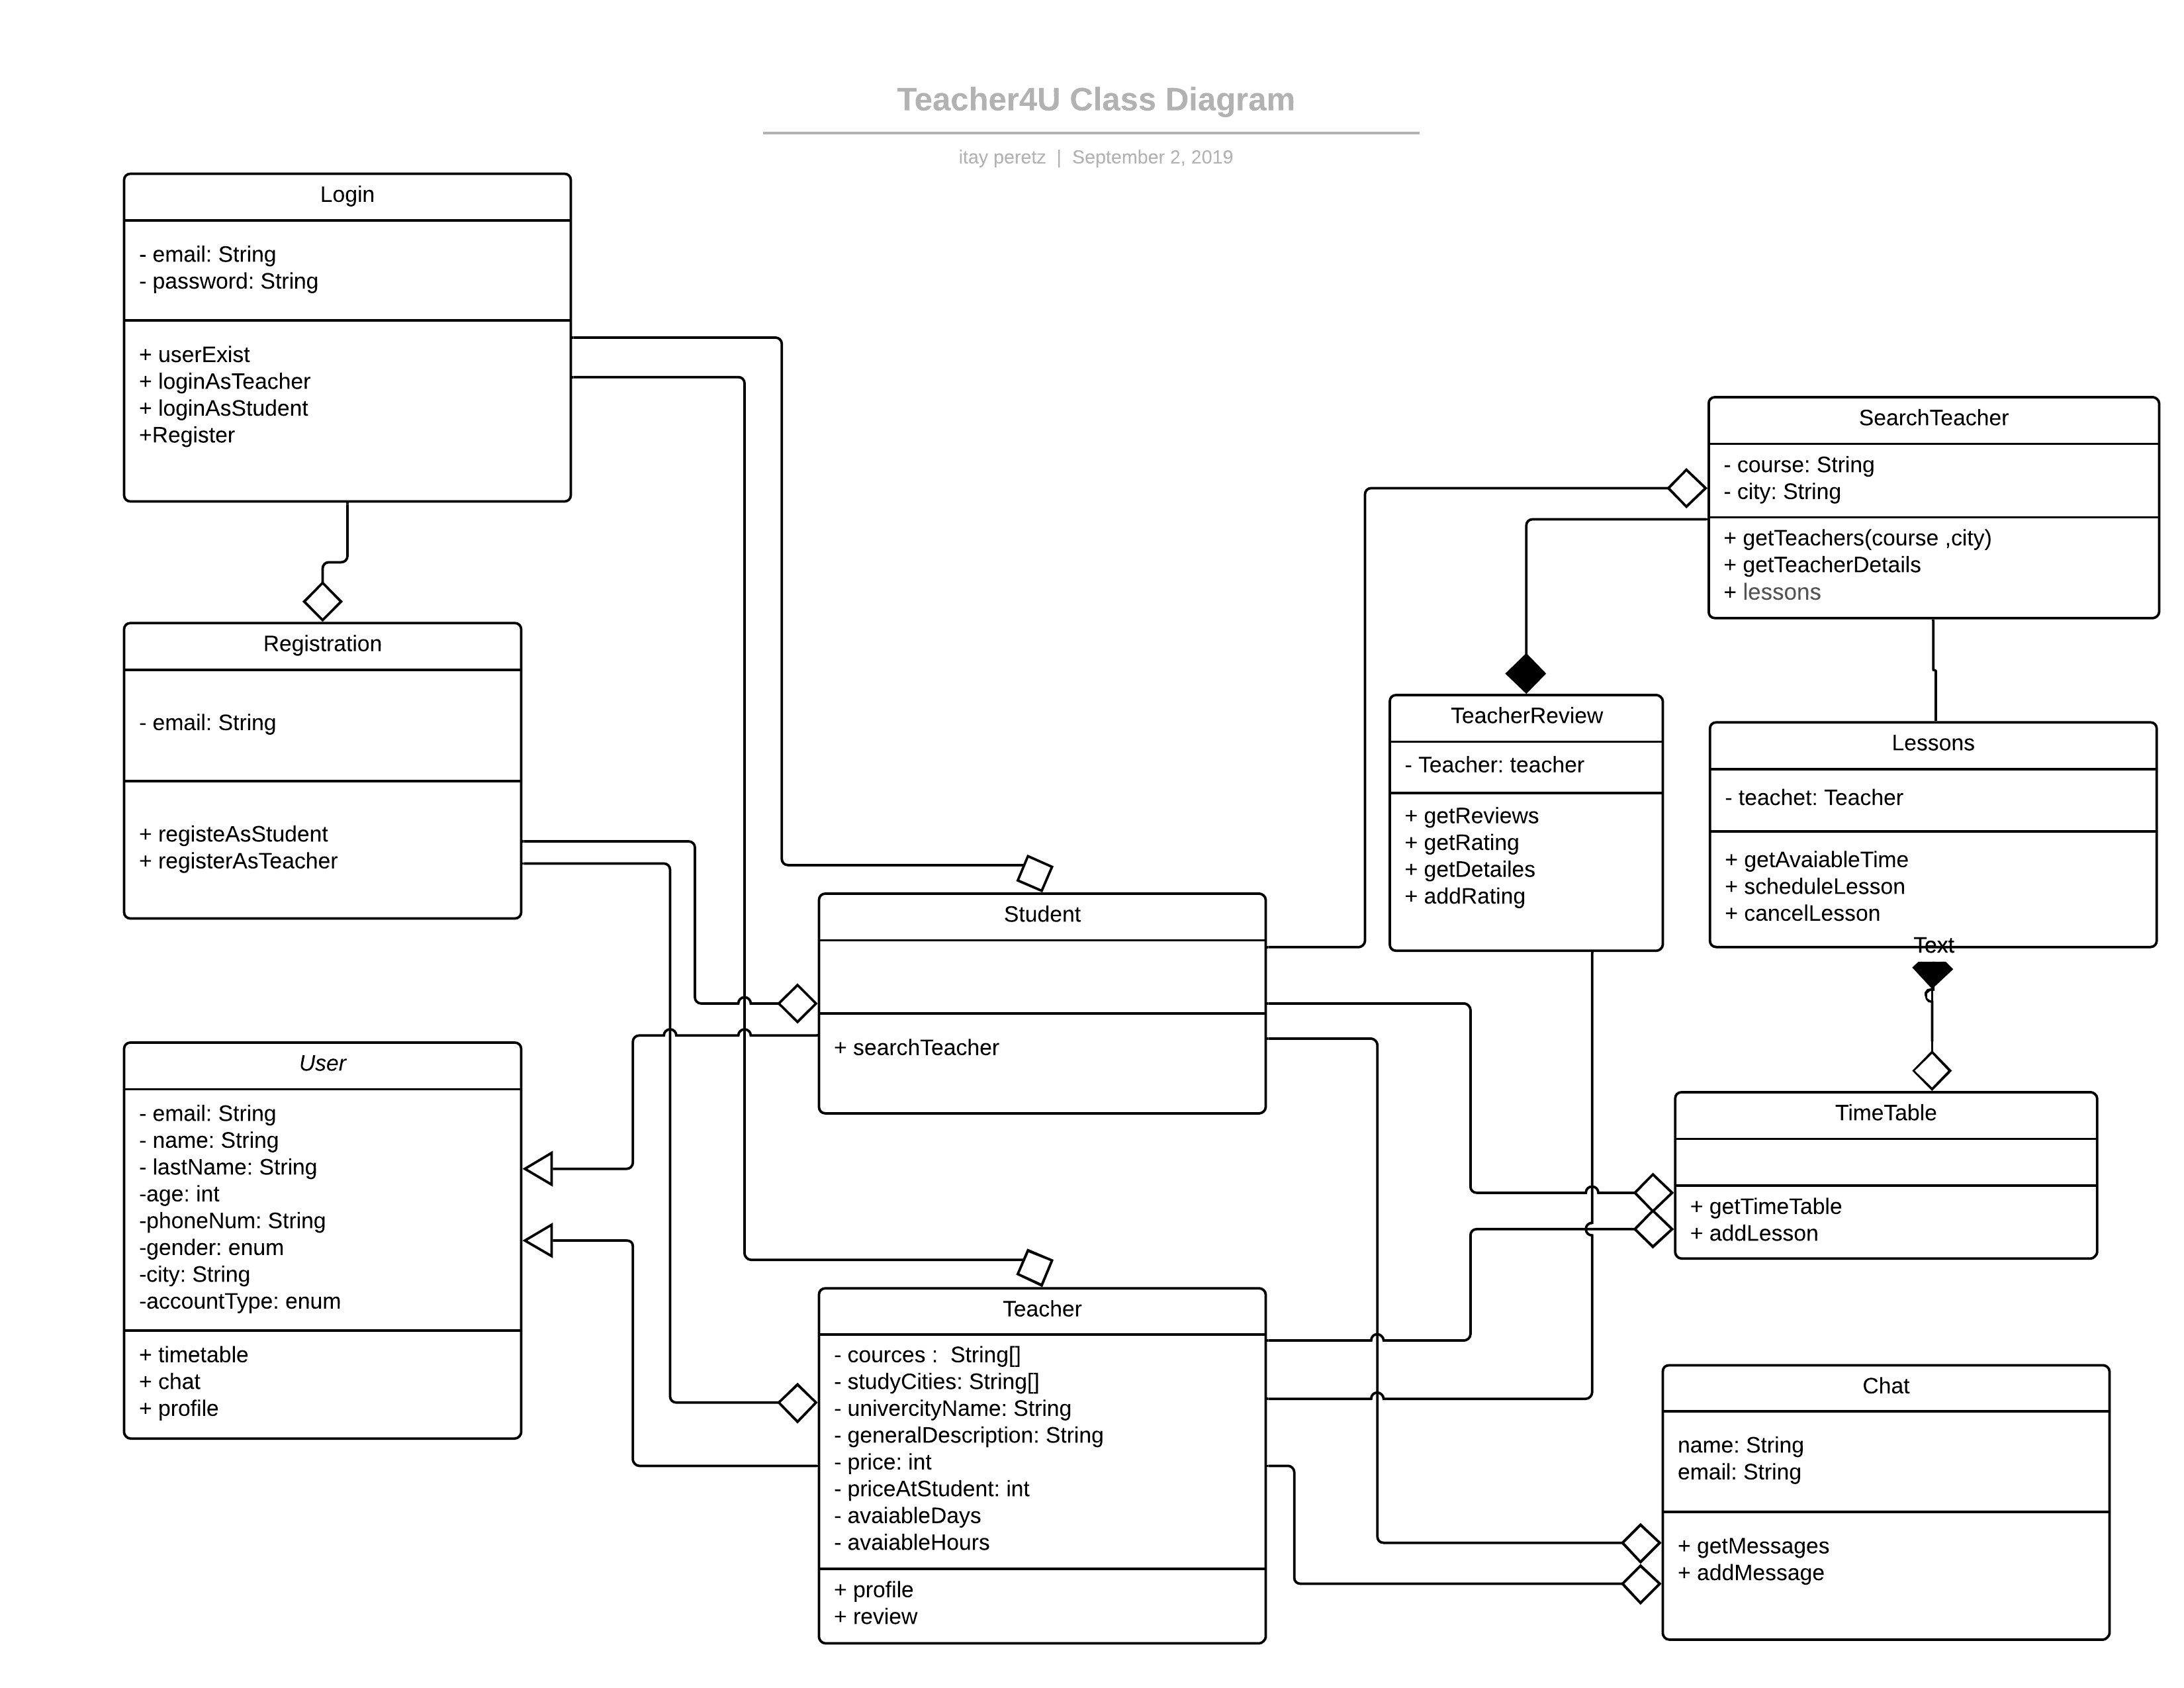 Teacher4U Class Diagram
itay peretz | September 2, 2019
Login
- email: String
- password: String
+ userExist
+ loginAsTeacher
+ loginAsStudent
+Register
Registration
- email: String
+ registeAsStudent
+ registerAsTeacher
User
- email: String
- name: String
- lastName: String
-age: int
-phoneNum: String
-gender: enum
-city: String
-accountType: enum
+ timetable
+ chat
+ profile
Student
+ searchTeacher
Teacher
- cources :  String[]
- studyCities: String[]
- univercityName: String
- generalDescription: String
- price: int
- priceAtStudent: int
- avaiableDays
- avaiableHours
+ profile
+ review
SearchTeacher
- course: String
- city: String
+ getTeachers(course ,city)
+ getTeacherDetails
+ lessons
TeacherReview
- Teacher: teacher
+ getReviews
+ getRating
+ getDetailes
+ addRating
Lessons
- teachet: Teacher
+ getAvaiableTime
+ scheduleLesson
+ cancelLesson
Text
TimeTable
+ getTimeTable
+ addLesson
Chat
name: String
email: String
+ getMessages
+ addMessage